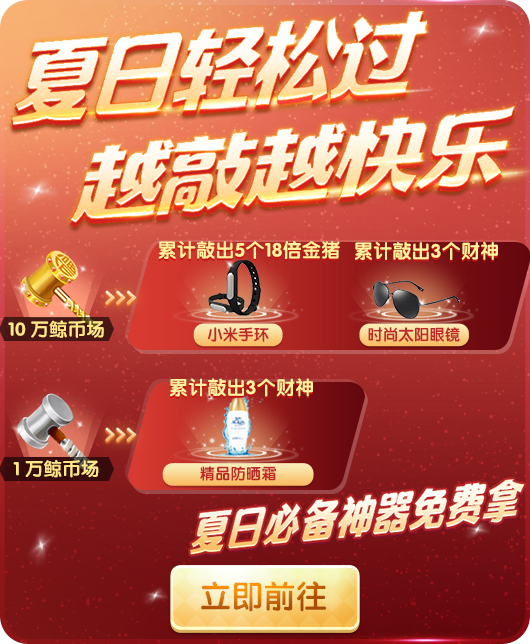 夏日轻松过
越敲越快乐
累计敲出5个18倍金猪
累计敲出3个财神
10 万鲸币场
小米手环
时尚太阳眼镜
累计敲出3个财神
1 万鲸币场
精品防晒霜
夏日必备神器免费拿
立即前往